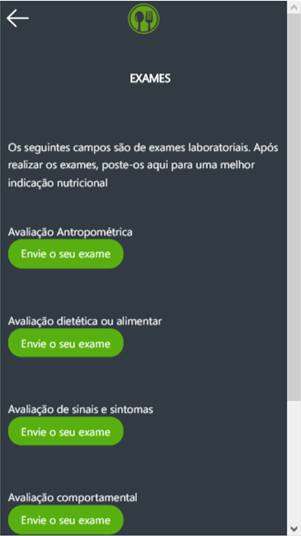 EXAMES
Os seguintes campos são de exames laboratoriais. Após
realizar os exames, poste-os aqui para uma melhor
indicação nutricional
Avaliação Antropométrica
Envie o seu exame
Avaliação dietética ou alimentar
Envie o seu exame
Avaliação de sinais e sintomas
Envie o seu exame
Avaliação comportamental
Envie o seu exame